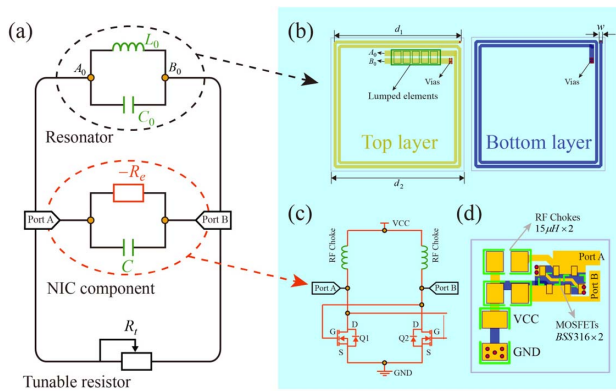 (a)
L0
A0
B0
C0
Resonator
−Re
Port A
Port B
C
NIC component
Rt
Tunable resistor
(b)
d1
w
A0
B0
Vias
Lumped elements
Top layer
d2
Vias
Bottom layer
(c)
VCC
RF Choke
RF Choke
Port A
Port B
D
D
G
Q1
Q2
G
S
S
GND
(d)
RF Chokes
15μH×2
Port A
Port B
VCC
MOSFETs
BSS316×2
GND